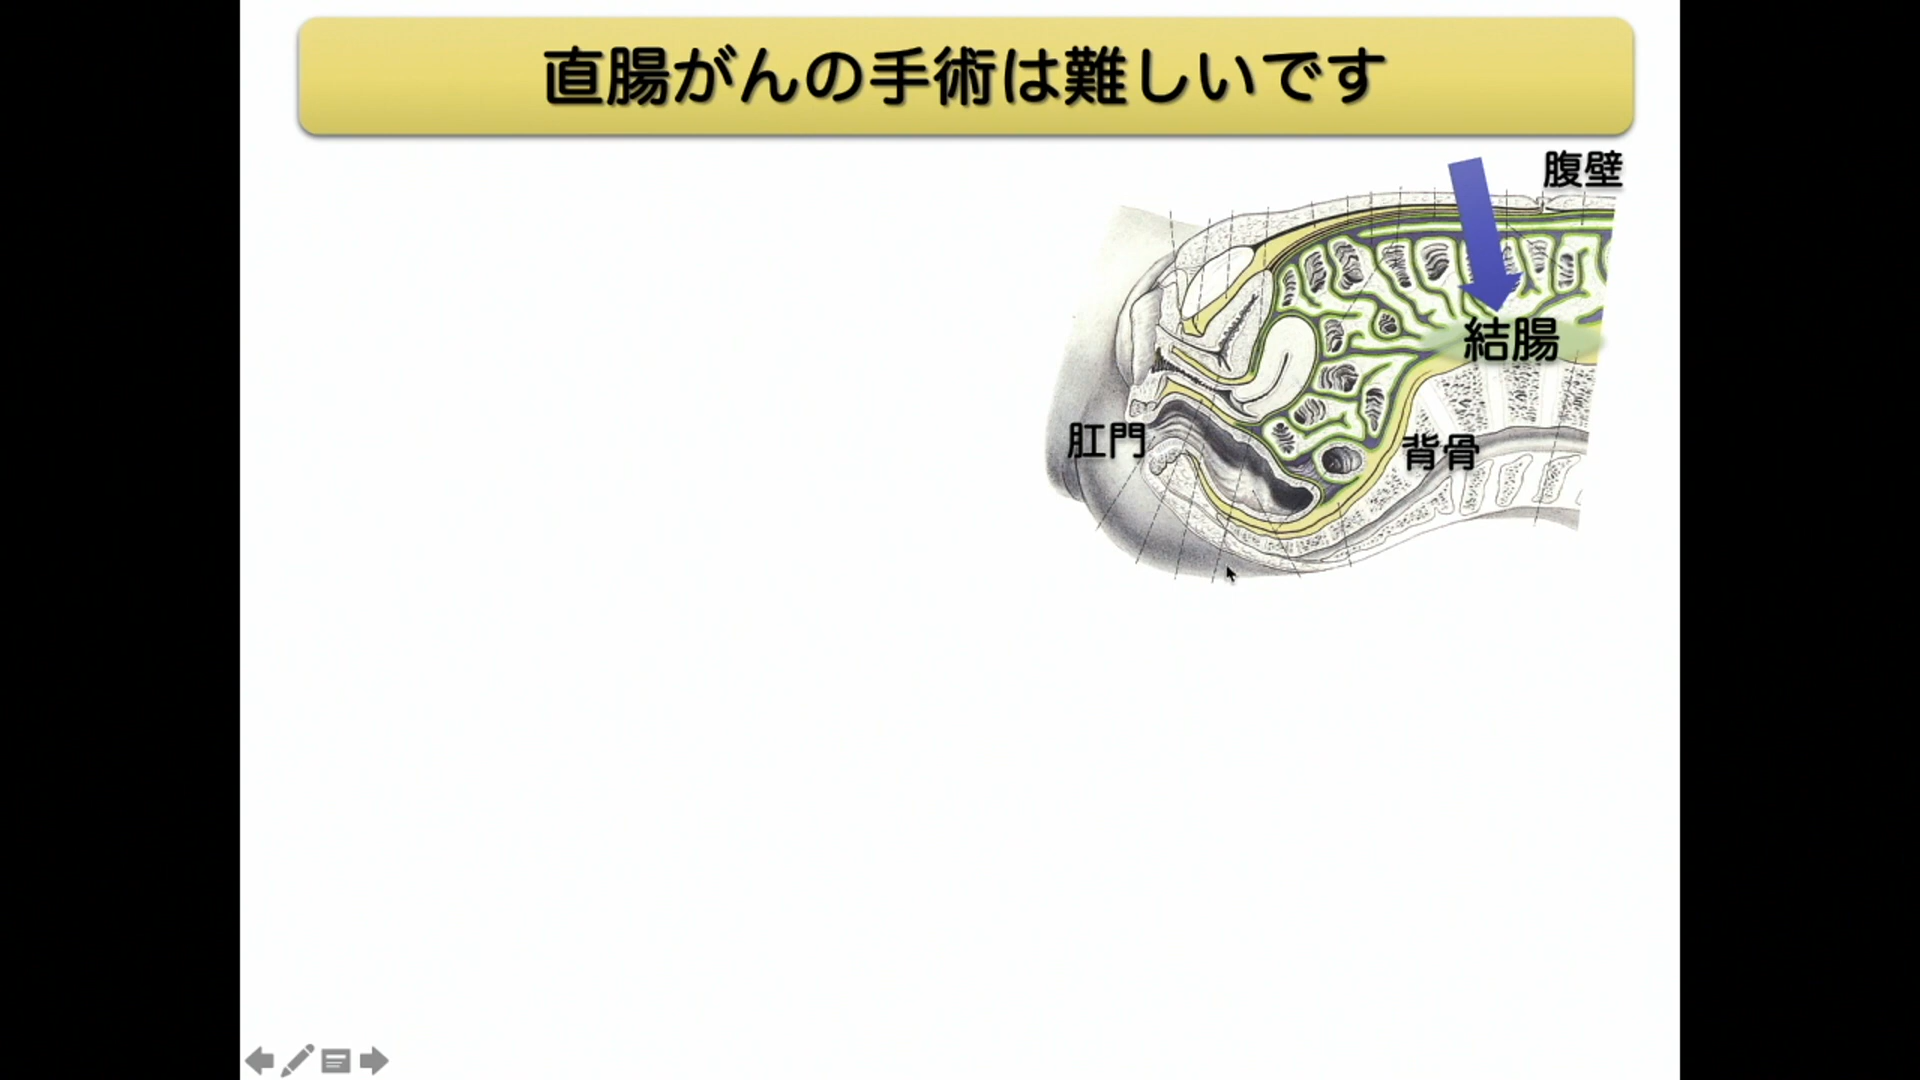 直腸がんの手術は難しいです
腹壁
結腸
肛門
背骨